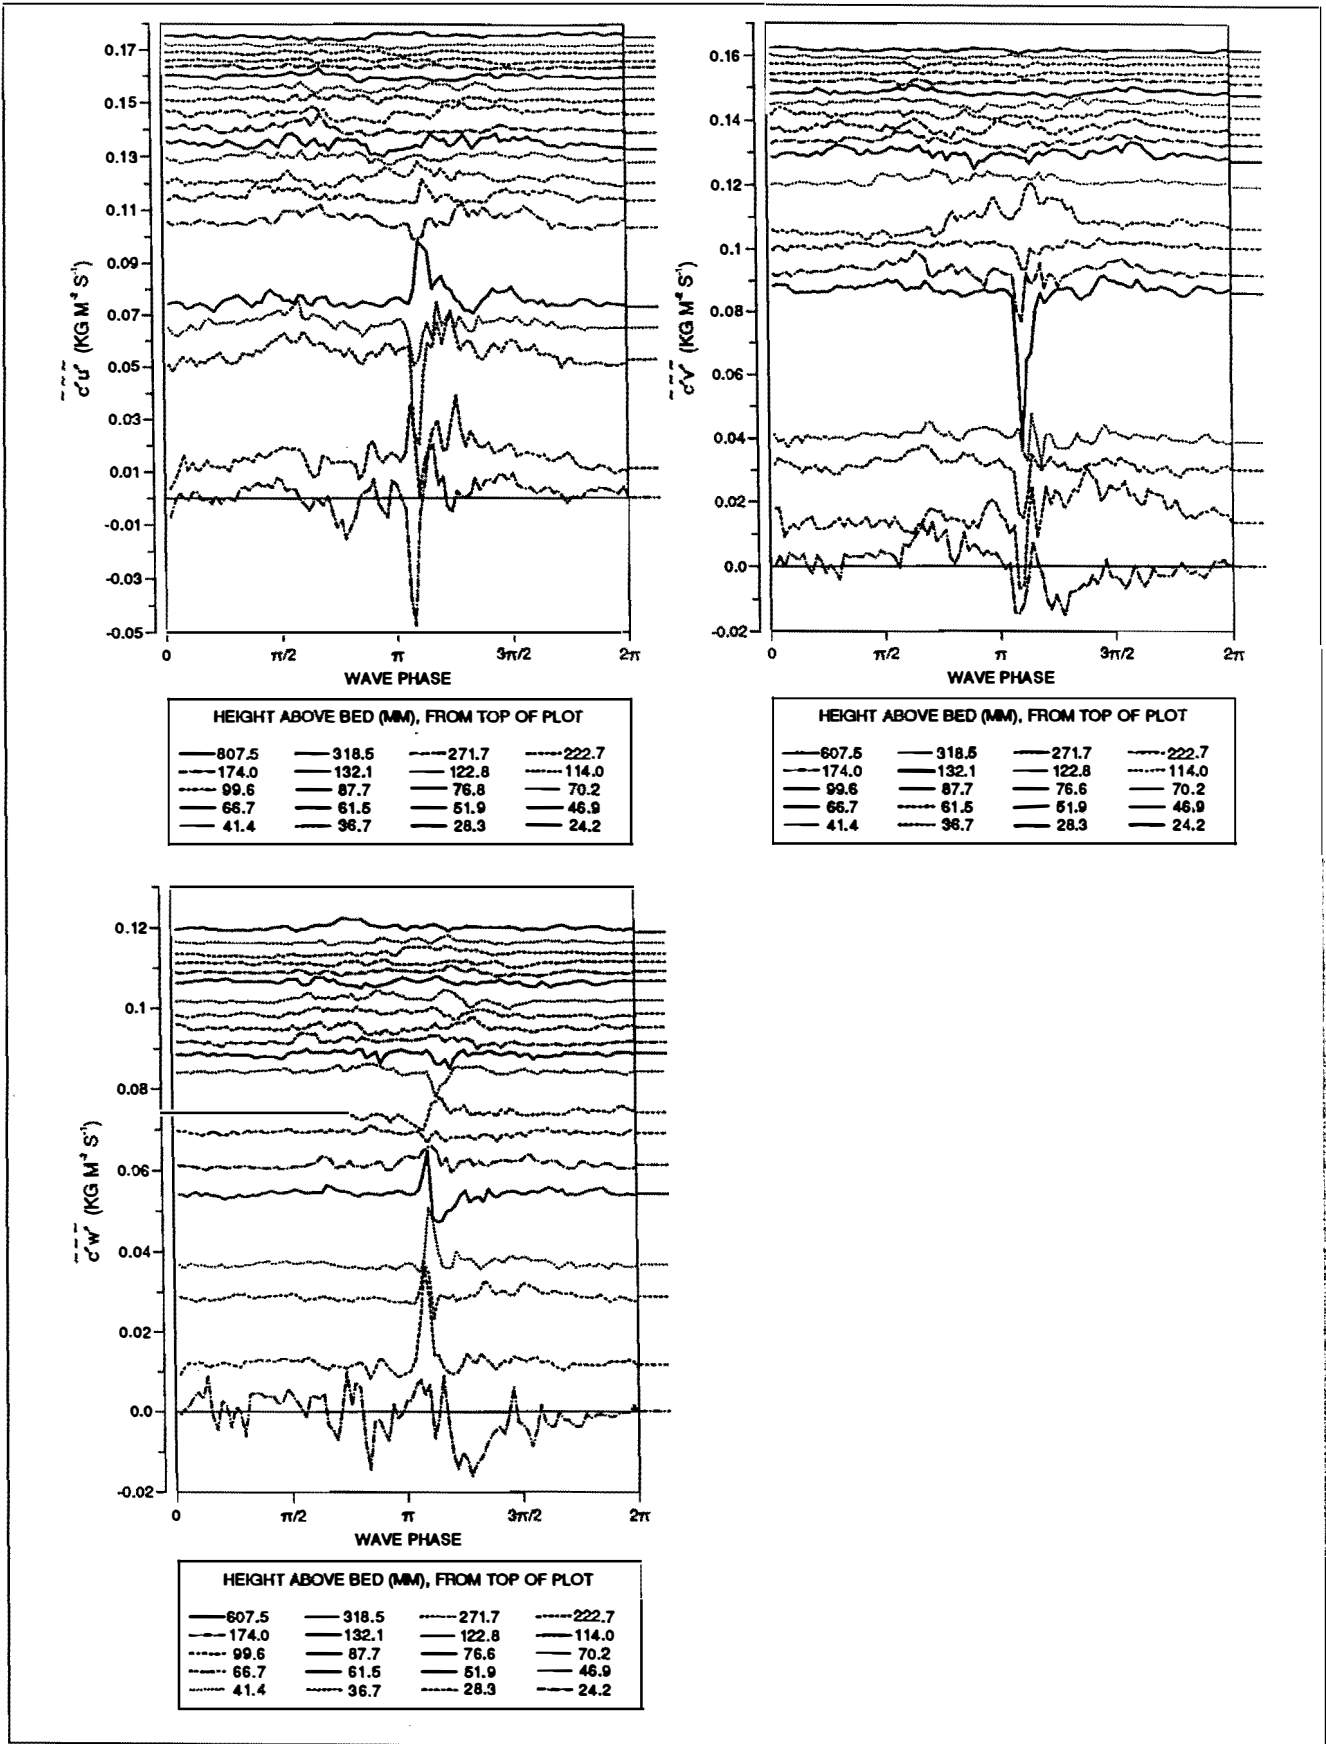 0.17
0.15
0.13
0.11
0.09
0.07
0.05
0.03
0.01
-0.01
-0.03
-0.05
c'u' (KG M⁻² S⁻¹)
0 π/2 π 3π/2 2π
WAVE PHASE
HEIGHT ABOVE BED (MM), FROM TOP OF PLOT
807.5 318.5 271.7 222.7
174.0 132.1 122.8 114.0
99.6 87.7 76.8 70.2
66.7 61.5 51.9 46.9
41.4 36.7 28.3 24.2
0.16
0.14
0.12
0.1
0.08
0.06
0.04
0.02
0.0
-0.02
c'v' (KG M⁻² S⁻¹)
0 π/2 π 3π/2 2π
WAVE PHASE
HEIGHT ABOVE BED (MM), FROM TOP OF PLOT
607.5 318.5 271.7 222.7
174.0 132.1 122.8 114.0
99.6 87.7 76.6 70.2
66.7 61.5 51.9 46.9
41.4 36.7 28.3 24.2
0.12
0.1
0.08
0.06
0.04
0.02
0.0
-0.02
c'w' (KG M⁻² S⁻¹)
0 π/2 π 3π/2 2π
WAVE PHASE
HEIGHT ABOVE BED (MM), FROM TOP OF PLOT
607.5 318.5 271.7 222.7
174.0 132.1 122.8 114.0
99.6 87.7 76.6 70.2
66.7 61.5 51.9 46.9
41.4 36.7 28.3 24.2